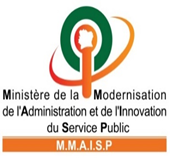 Ministère de la Modernisation
de l'Administration et de l'Innovation
du Service Public
M.M.A.I.S.P